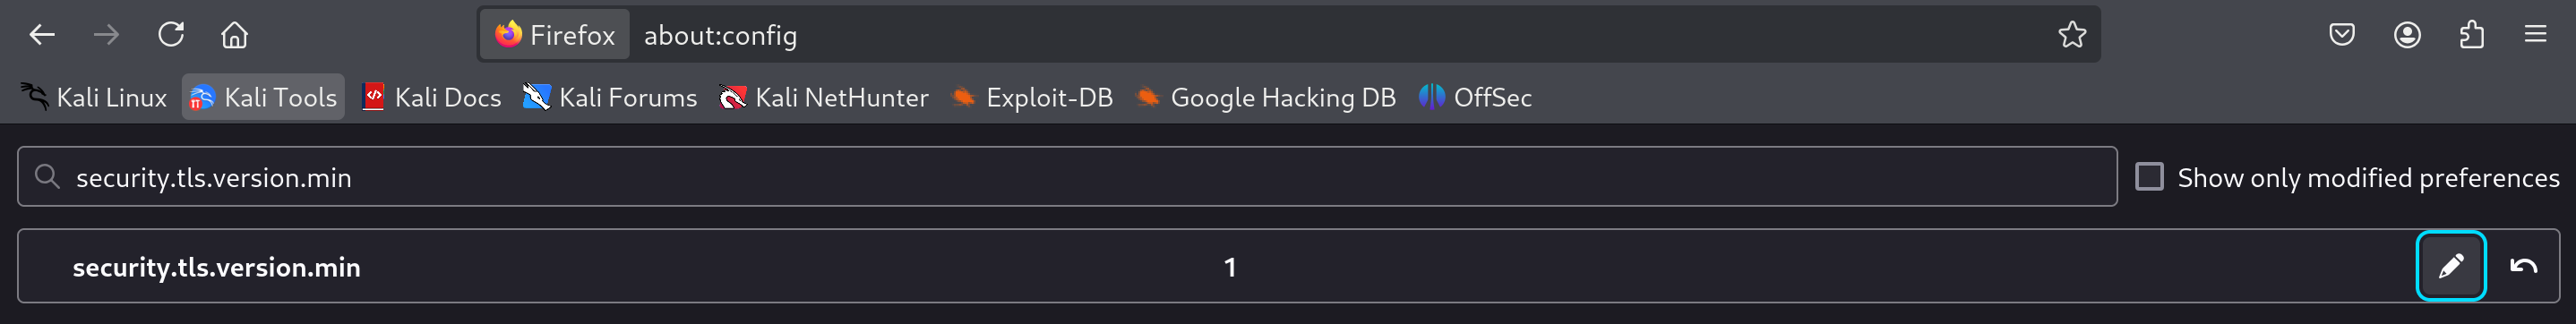 Firefox about:config
Kali Linux Kali Tools Kali Docs Kali Forums Kali NetHunter Exploit-DB Google Hacking DB OffSec
security.tls.version.min Show only modified preferences
security.tls.version.min 1